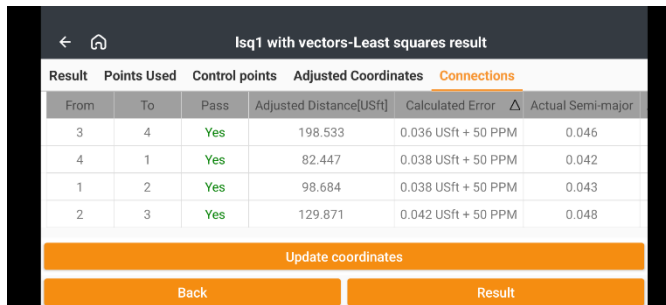 lsq1 with vectors-Least squares result
Result Points Used Control points Adjusted Coordinates Connections
From To Pass Adjusted Distance[USft] Calculated Error △ Actual Semi-major
3 4 Yes 198.533 0.036 USft + 50 PPM 0.046
4 1 Yes 82.447 0.038 USft + 50 PPM 0.042
1 2 Yes 98.684 0.038 USft + 50 PPM 0.043
2 3 Yes 129.871 0.042 USft + 50 PPM 0.048
Update coordinates
Back Result